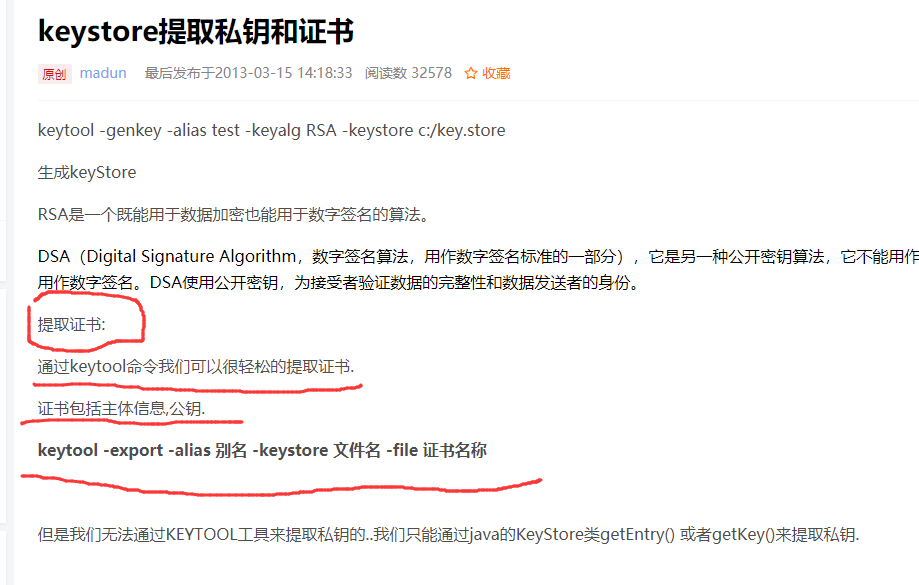 keystore提取私钥和证书
原创 madun 最后发布于2013-03-15 14:18:33 阅读数 32578 收藏
keytool -genkey -alias test -keyalg RSA -keystore c:/key.store
生成keyStore
RSA是一个既能用于数据加密也能用于数字签名的算法。
DSA（Digital Signature Algorithm，数字签名算法，用作数字签名标准的一部分），它是另一种公开密钥算法，它不能用作
用作数字签名。DSA使用公开密钥，为接受者验证数据的完整性和数据发送者的身份。
提取证书:
通过keytool命令我们可以很轻松的提取证书.
证书包括主体信息,公钥.
keytool -export -alias 别名 -keystore 文件名 -file 证书名称
但是我们无法通过KEYTOOL工具来提取私钥的..我们只能通过java的KeyStore类getEntry() 或者getKey()来提取私钥.